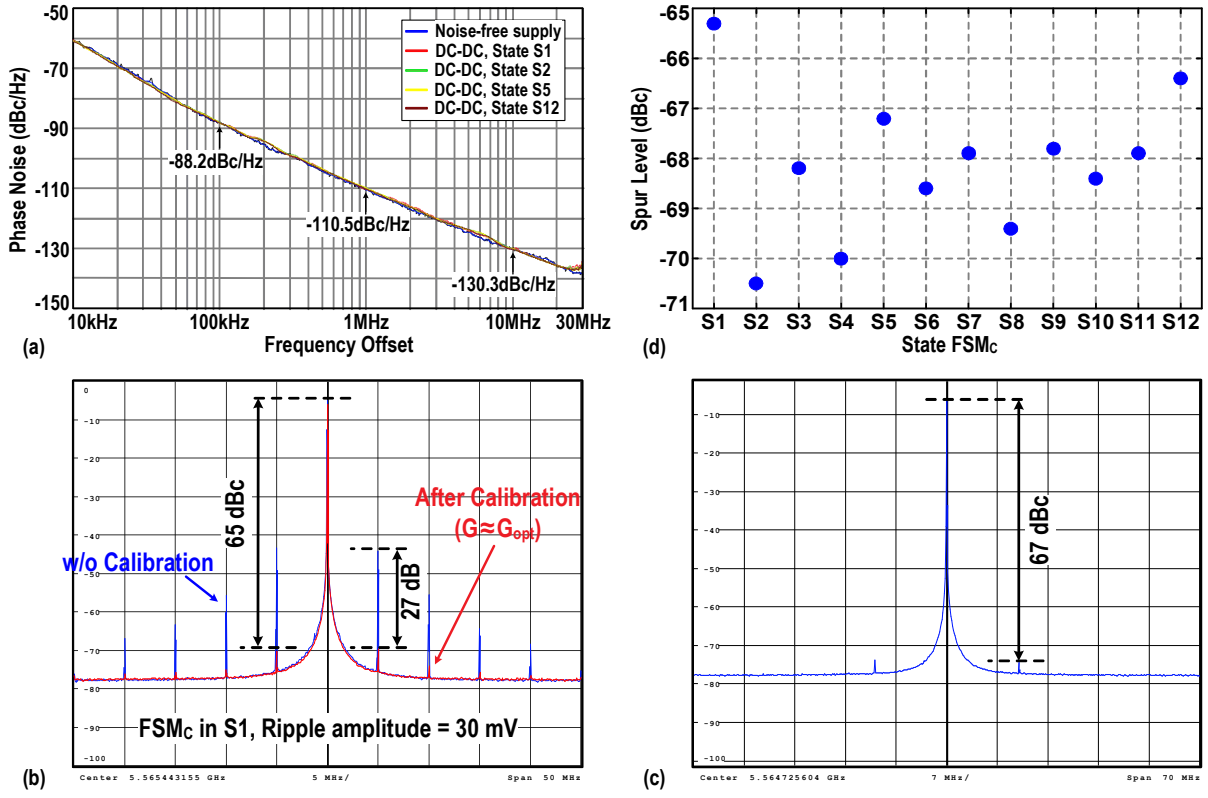 -50
-70
-90
-110
-130
-150
Phase Noise (dBc/Hz)
Noise-free supply
DC-DC, State S1
DC-DC, State S2
DC-DC, State S5
DC-DC, State S12
-88.2dBc/Hz
-110.5dBc/Hz
-130.3dBc/Hz
10kHz 100kHz 1MHz 10MHz 30MHz
Frequency Offset
(a)
-65
-66
-67
-68
-69
-70
-71
Spur Level (dBc)
S1 S2 S3 S4 S5 S6 S7 S8 S9 S10 S11 S12
State FSMC
(d)
0
-10
-20
-30
-40
-50
-60
-70
-80
-90
-100
65 dBc
27 dB
w/o Calibration
After Calibration
(G≈Gopt)
FSMC in S1, Ripple amplitude = 30 mV
Center 5.565443155 GHz 5 MHz/ Span 50 MHz
(b)
-10
-20
-30
-40
-50
-60
-70
-80
-90
-100
67 dBc
Center 5.564725604 GHz 7 MHz/ Span 70 MHz
(c)